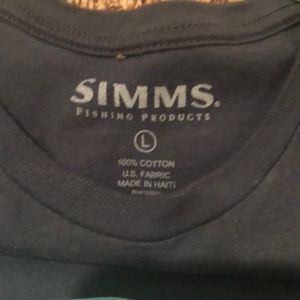 SIMMS.
FISHING PRODUCTS
L
100% COTTON
U.S. FABRIC
MADE IN HAITI